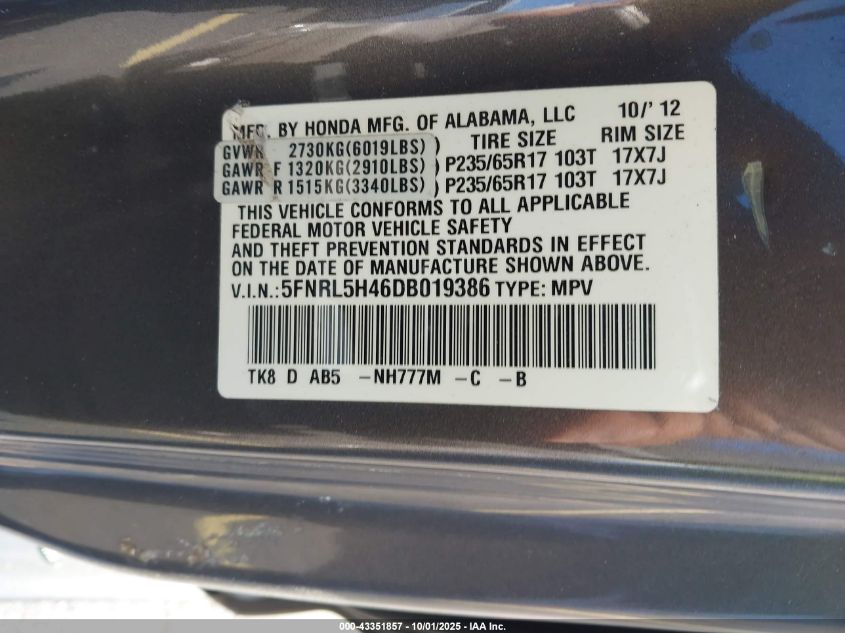 MFG. BY HONDA MFG. OF ALABAMA, LLC 10/'12
GVWR 2730KG(6019LBS) TIRE SIZE RIM SIZE
GAWR F 1320KG(2910LBS) P235/65R17 103T 17X7J
GAWR R 1515KG(3340LBS) P235/65R17 103T 17X7J
THIS VEHICLE CONFORMS TO ALL APPLICABLE
FEDERAL MOTOR VEHICLE SAFETY
AND THEFT PREVENTION STANDARDS IN EFFECT
ON THE DATE OF MANUFACTURE SHOWN ABOVE.
V.I.N.: 5FNRL5H46DB019386 TYPE: MPV
TK8 D AB5 -NH777M -C -B
000-43351857 - 10/01/2025 - IAA Inc.